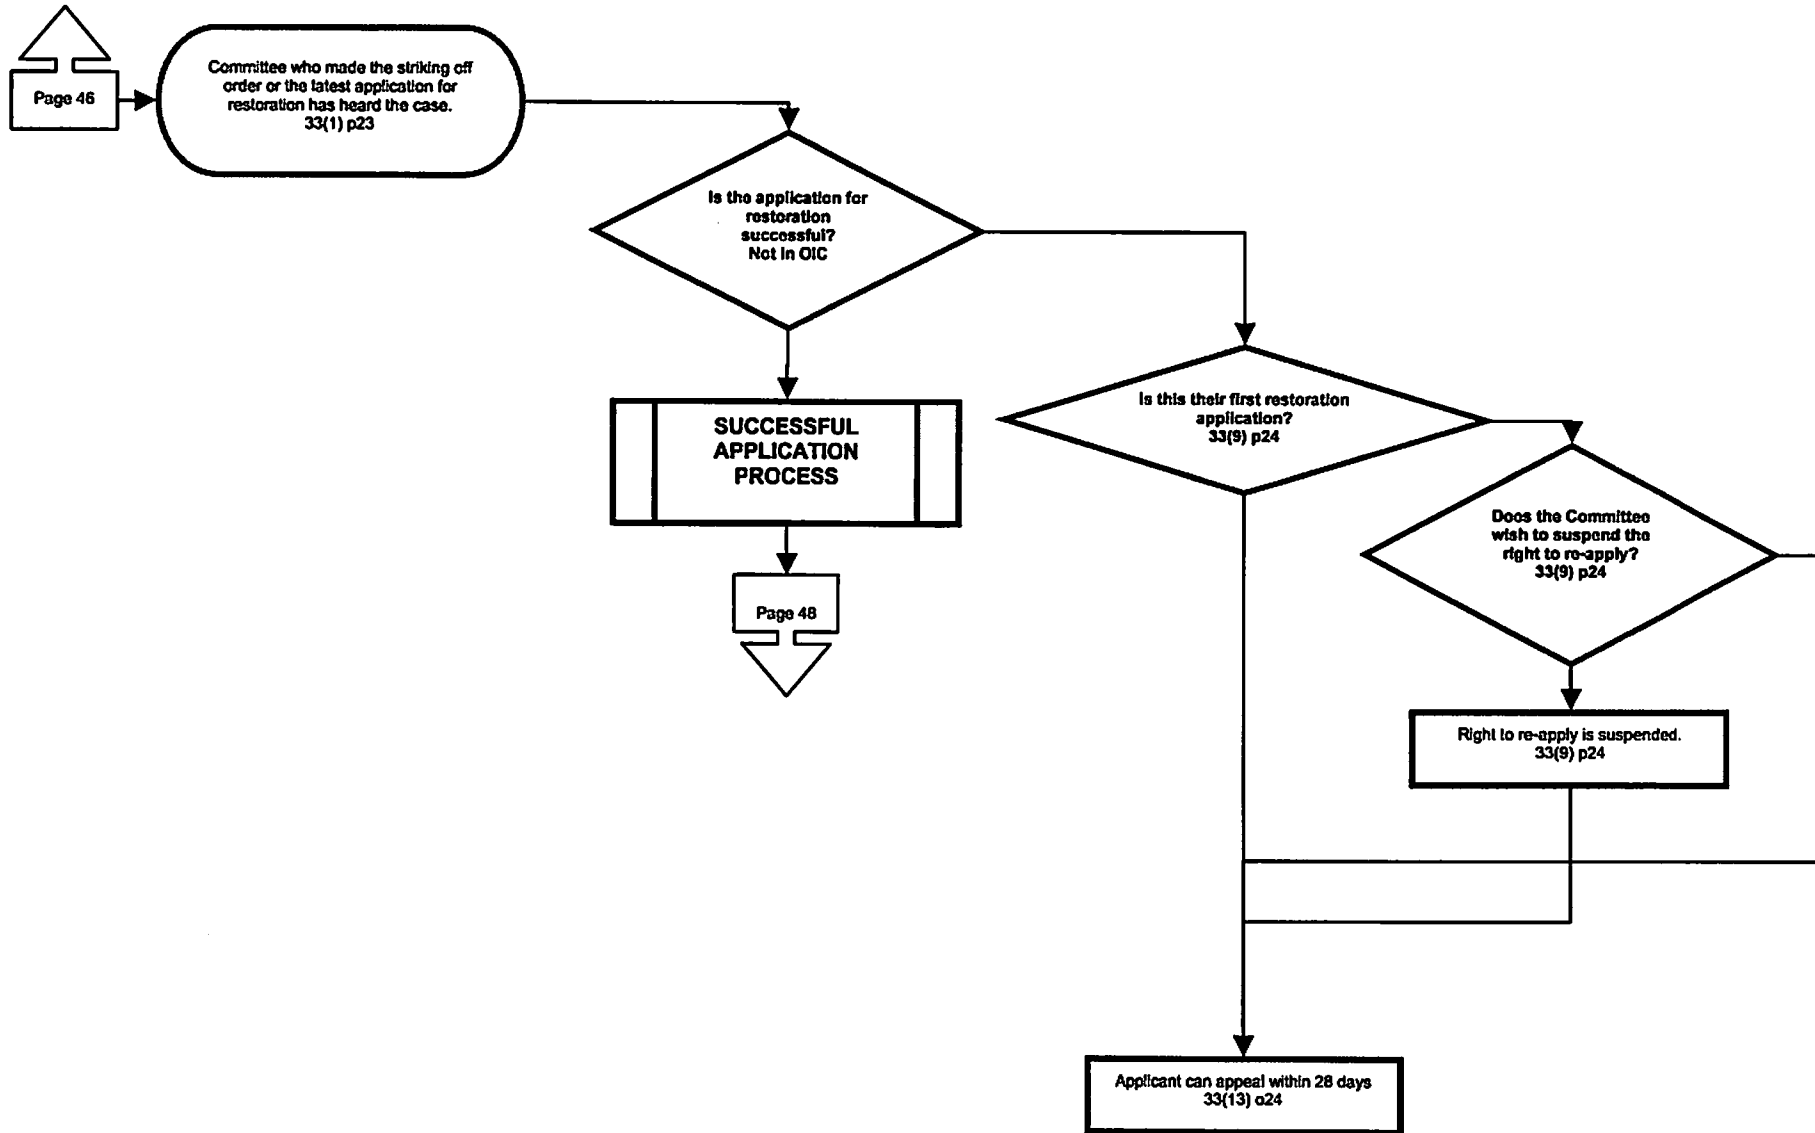 Page 46
Committee who made the striking off
order or the latest application for
restoration has heard the case.
33(1) p23
Is the application for
restoration
successful?
Not in OIC
SUCCESSFUL
APPLICATION
PROCESS
Page 48
Is this their first restoration
application?
33(9) p24
Does the Committee
wish to suspend the
right to re-apply?
33(9) p24
Right to re-apply is suspended.
33(9) p24
Applicant can appeal within 28 days
33(13) o24